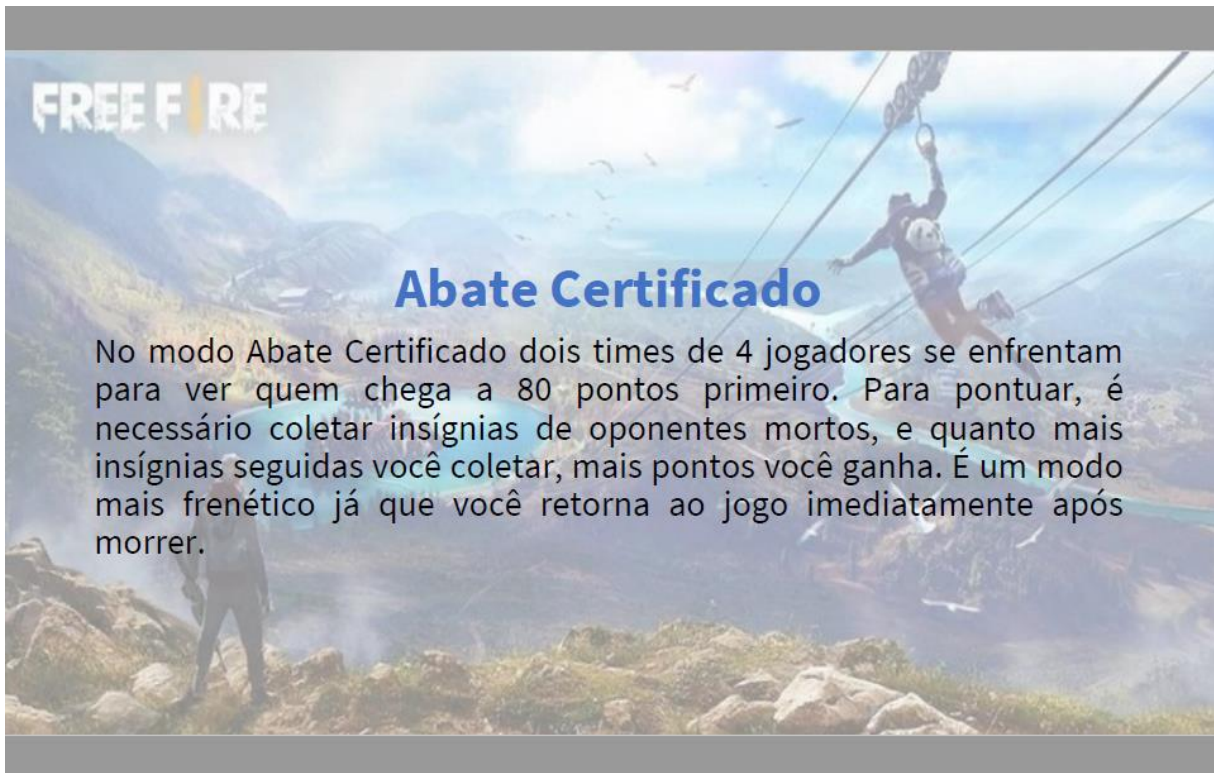 FREE FIRE
Abate Certificado
No modo Abate Certificado dois times de 4 jogadores se enfrentam
para ver quem chega a 80 pontos primeiro. Para pontuar, é
necessário coletar insígnias de oponentes mortos, e quanto mais
insígnias seguidas você coletar, mais pontos você ganha. É um modo
mais frenético já que você retorna ao jogo imediatamente após
morrer.